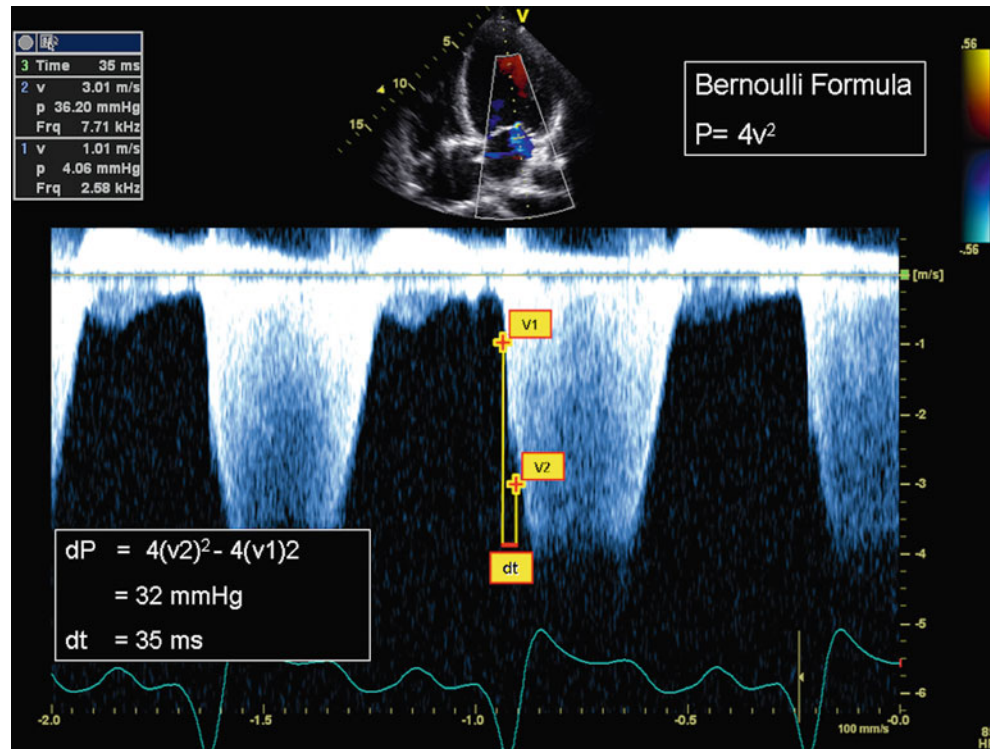 V
5
10
15
3 Time 35 ms
2 v 3.01 m/s
p 36.20 mmHg
Frq 7.71 kHz
1 v 1.01 m/s
p 4.06 mmHg
Frq 2.58 kHz
Bernoulli Formula
P= 4v²
.56
-.56
[m/s]
V1
-1
-2
V2
-3
-4
dt
dP = 4(v2)² - 4(v1)2
= 32 mmHg
dt = 35 ms
-5
-6
-2.0 -1.5 -1.0 -0.5 -0.0
100 mm/s